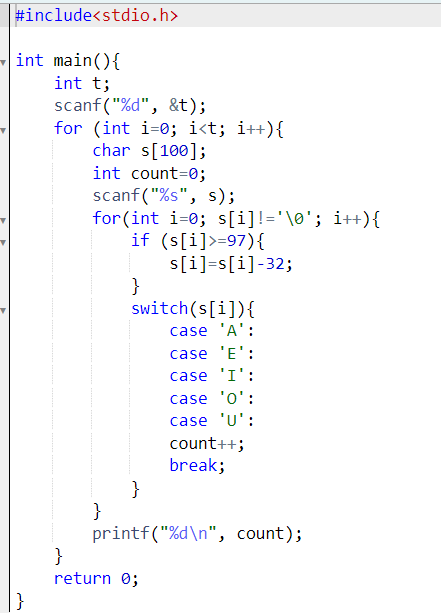 #include<stdio.h>
int main(){
    int t;
    scanf("%d", &t);
    for (int i=0; i<t; i++){
        char s[100];
        int count=0;
        scanf("%s", s);
        for(int i=0; s[i]!='\0'; i++){
            if (s[i]>=97){
                s[i]=s[i]-32;
            }
            switch(s[i]){
                case 'A':
                case 'E':
                case 'I':
                case 'O':
                case 'U':
                count++;
                break;
            }
        }
        printf("%d\n", count);
    }
    return 0;
}